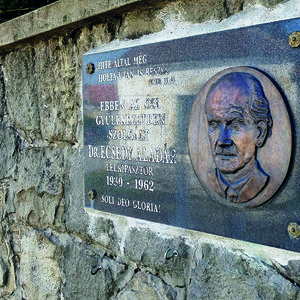 HITE ÁLTAL MÉG
HOLTA UTÁN IS BESZÉL
EBBEN AZ
GYÜLEKEZETBEN
SZOLGÁLT
DR. ECSEDY ALADÁR
LELKIPÁSZTOR
1939 - 1962
SOLI DEO GLORIA!